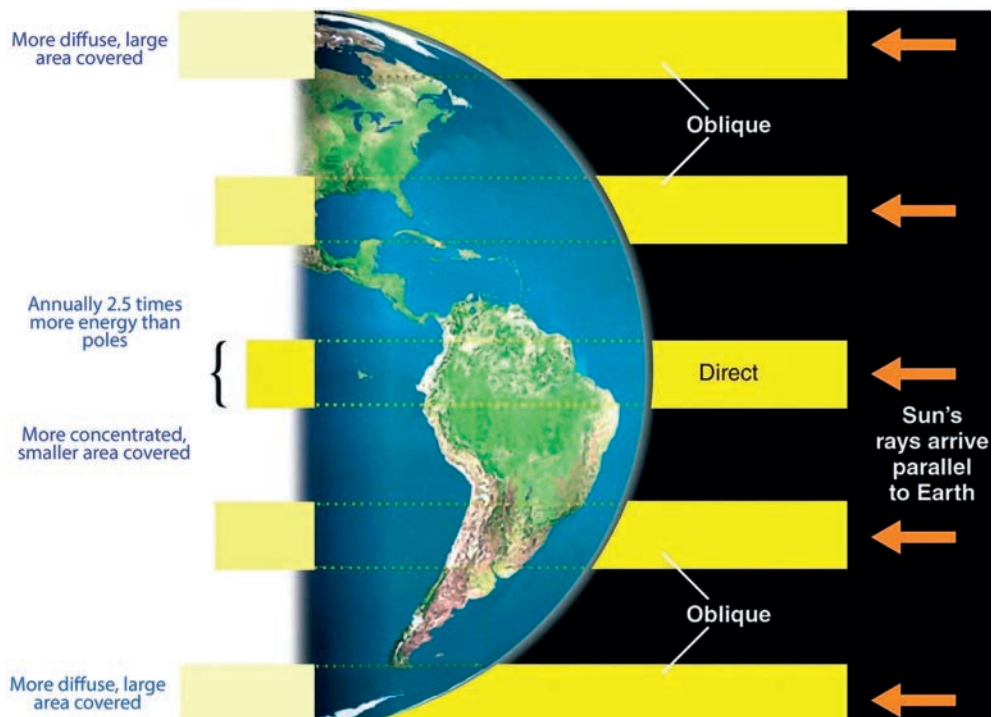 More diffuse, large
area covered
Oblique
Annually 2.5 times
more energy than
poles
{
Direct
More concentrated,
smaller area covered
Sun's
rays arrive
parallel
to Earth
Oblique
More diffuse, large
area covered